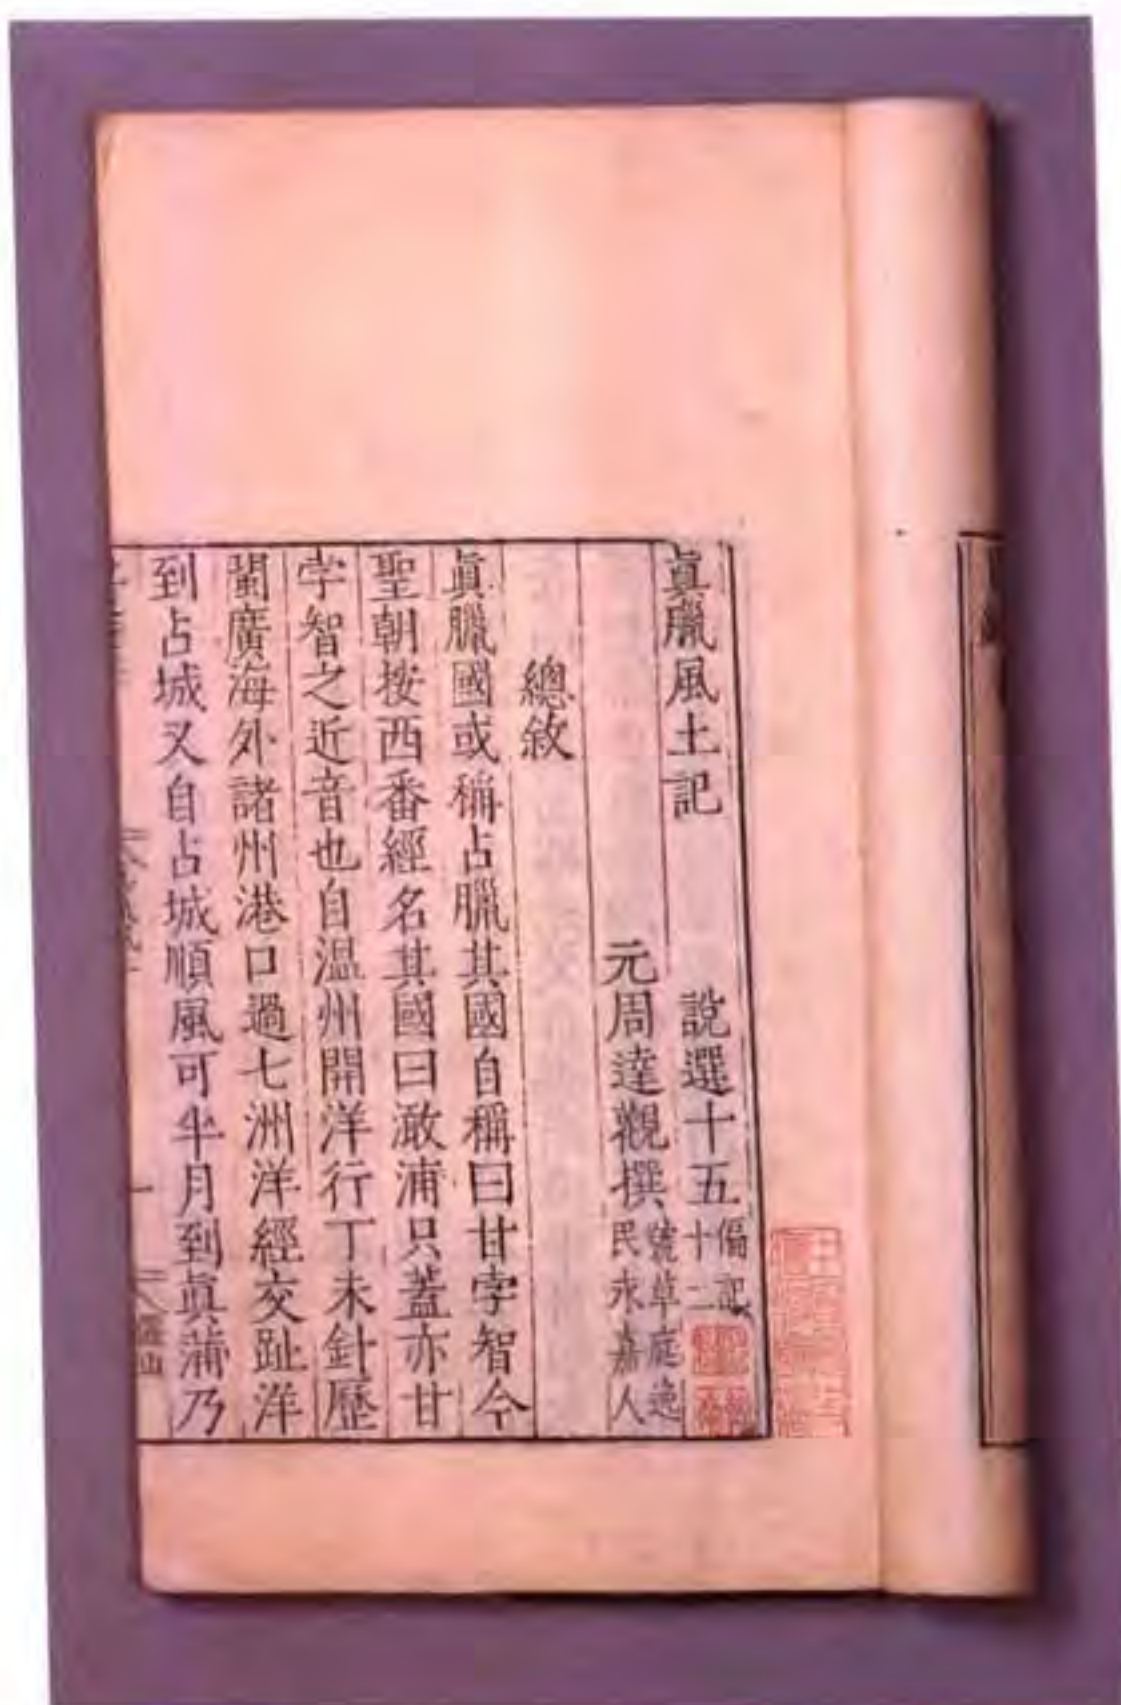 眞臘風土記 說選十五 偏記十二
元周達觀撰 號草庭逸民永嘉人
總敘
眞臘國或稱占臘其國自稱曰甘孛智今
聖朝按西番經名其國曰澉浦只蓋亦甘
孛智之近音也自温州開洋行丁未針歷
閩廣海外諸州港口過七洲洋經交趾洋
到占城又自占城順風可半月到眞蒲乃